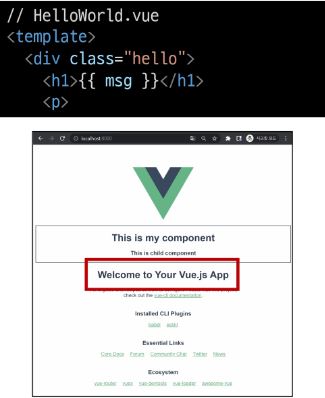 // HelloWorld.vue
<template>
<div class="hello">
<h1>{{ msg }}</h1>
<p>
localhost:8080
This is my component
This is child component
Welcome to Your Vue.js App
check out the vue-cli documentation.
Installed CLI Plugins
babel eslint
Essential Links
Core Docs Forum Community Chat Twitter News
Ecosystem
vue-router vuex vue-devtools vue-loader awesome-vue